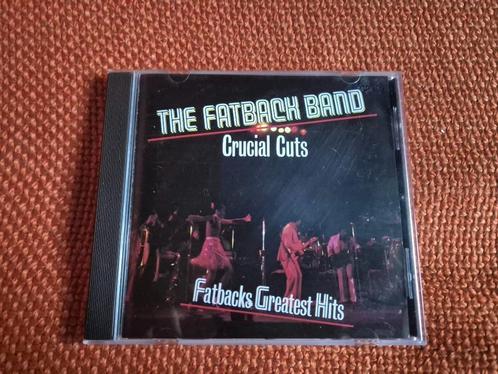 THE FATBACK BAND
Crucial Cuts
Fatbacks Greatest Hits